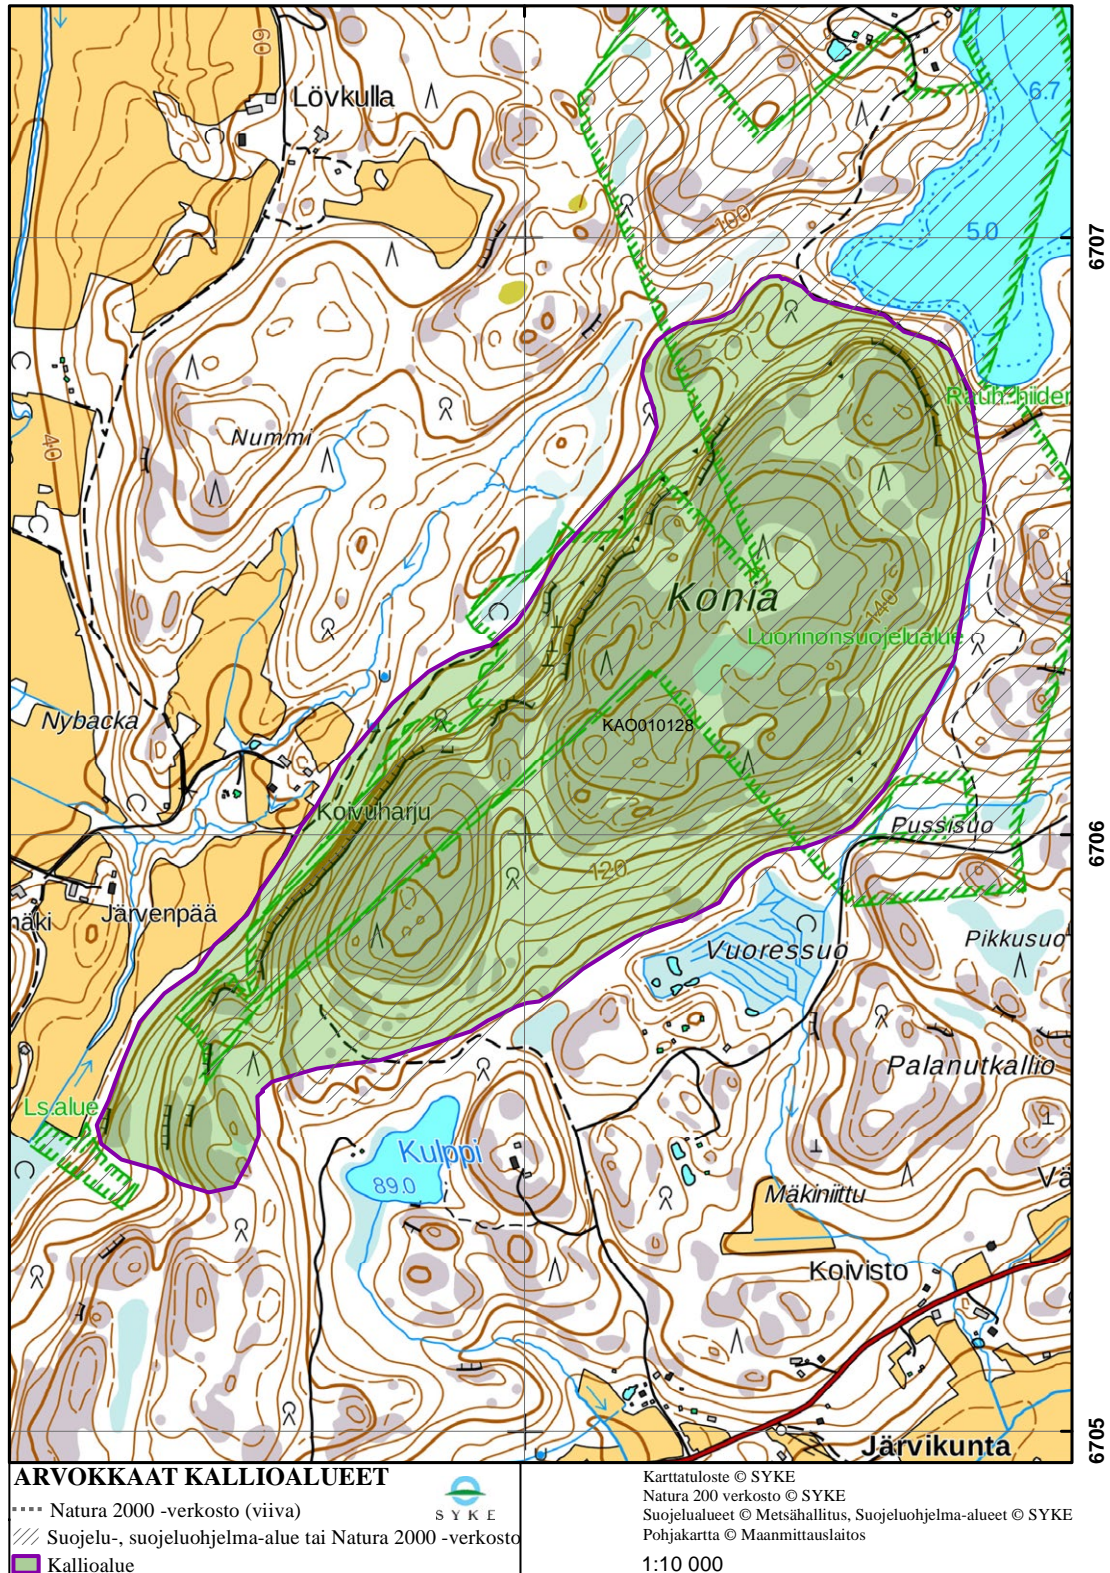 60
Lövkulla
6.7
100
5.0
6707
Rauh.hiider
40
Nummi
Konia
140
Luonnonsuojelualue
KAO010128
Nybacka
Koivuharju
Pussisuo
6706
120
Järvenpää
Vuoressuo
Pikkusuo
Palanutkallio
Ls.alue
Kulppi
89.0
Mäkiniittu
Vä
Koivisto
Järvikunta
6705
ARVOKKAAT KALLIOALUEET
Natura 2000 -verkosto (viiva)
Suojelu-, suojeluohjelma-alue tai Natura 2000 -verkosto
Kallioalue
SYKE
Karttatuloste © SYKE
Natura 200 verkosto © SYKE
Suojelualueet © Metsähallitus, Suojeluohjelma-alueet © SYKE
Pohjakartta © Maanmittauslaitos
1:10 000